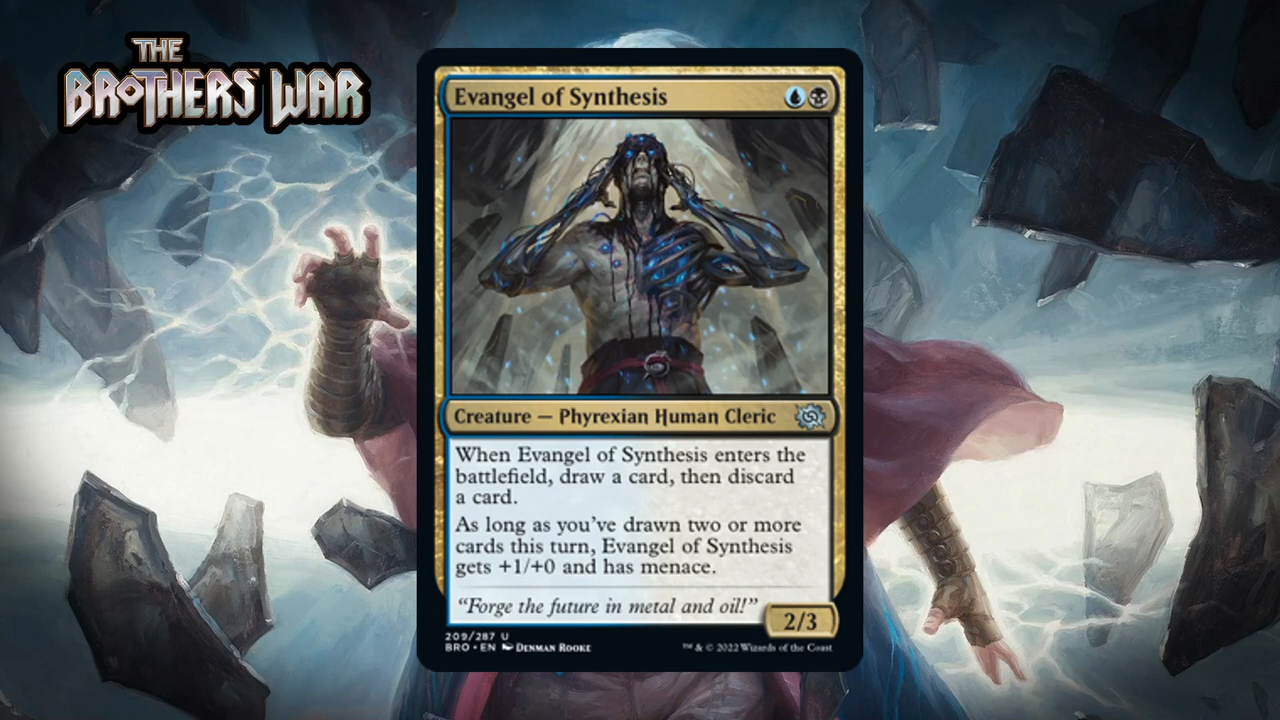 THE
BROTHERS' WAR
Evangel of Synthesis
Creature — Phyrexian Human Cleric
When Evangel of Synthesis enters the
battlefield, draw a card, then discard
a card.
As long as you've drawn two or more
cards this turn, Evangel of Synthesis
gets +1/+0 and has menace.
"Forge the future in metal and oil!"
2/3
209/287 U
BRO • EN DENMAN ROOKE
™ & © 2022 Wizards of the Coast